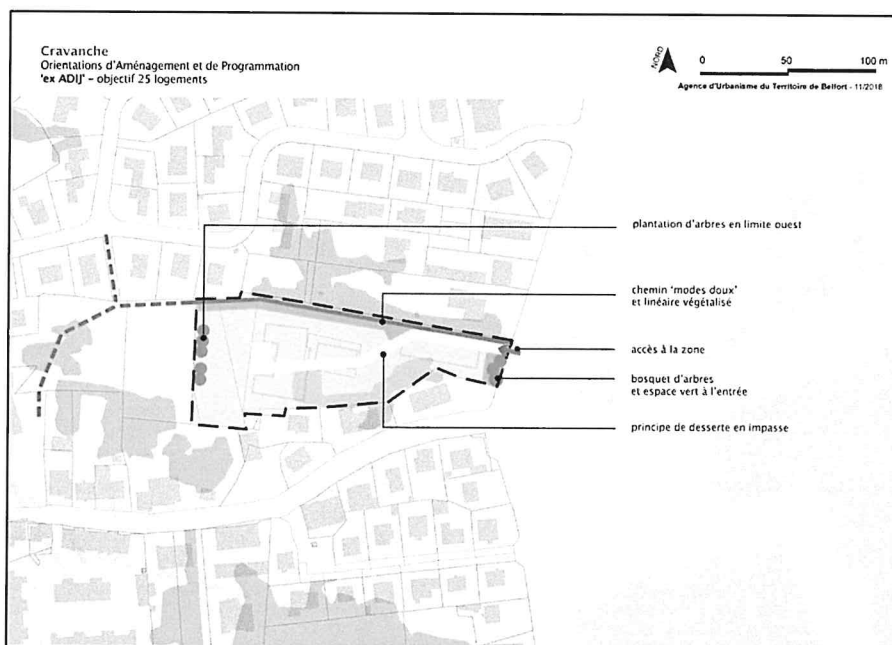 Cravanche
Orientations d'Aménagement et de Programmation
'ex ADIJ' – objectif 25 logements
NORD
0 50 100 m
Agence d'Urbanisme du Territoire de Belfort - 11/2018
plantation d'arbres en limite ouest
chemin 'modes doux'
et linéaire végétalisé
accès à la zone
bosquet d'arbres
et espace vert à l'entrée
principe de desserte en impasse